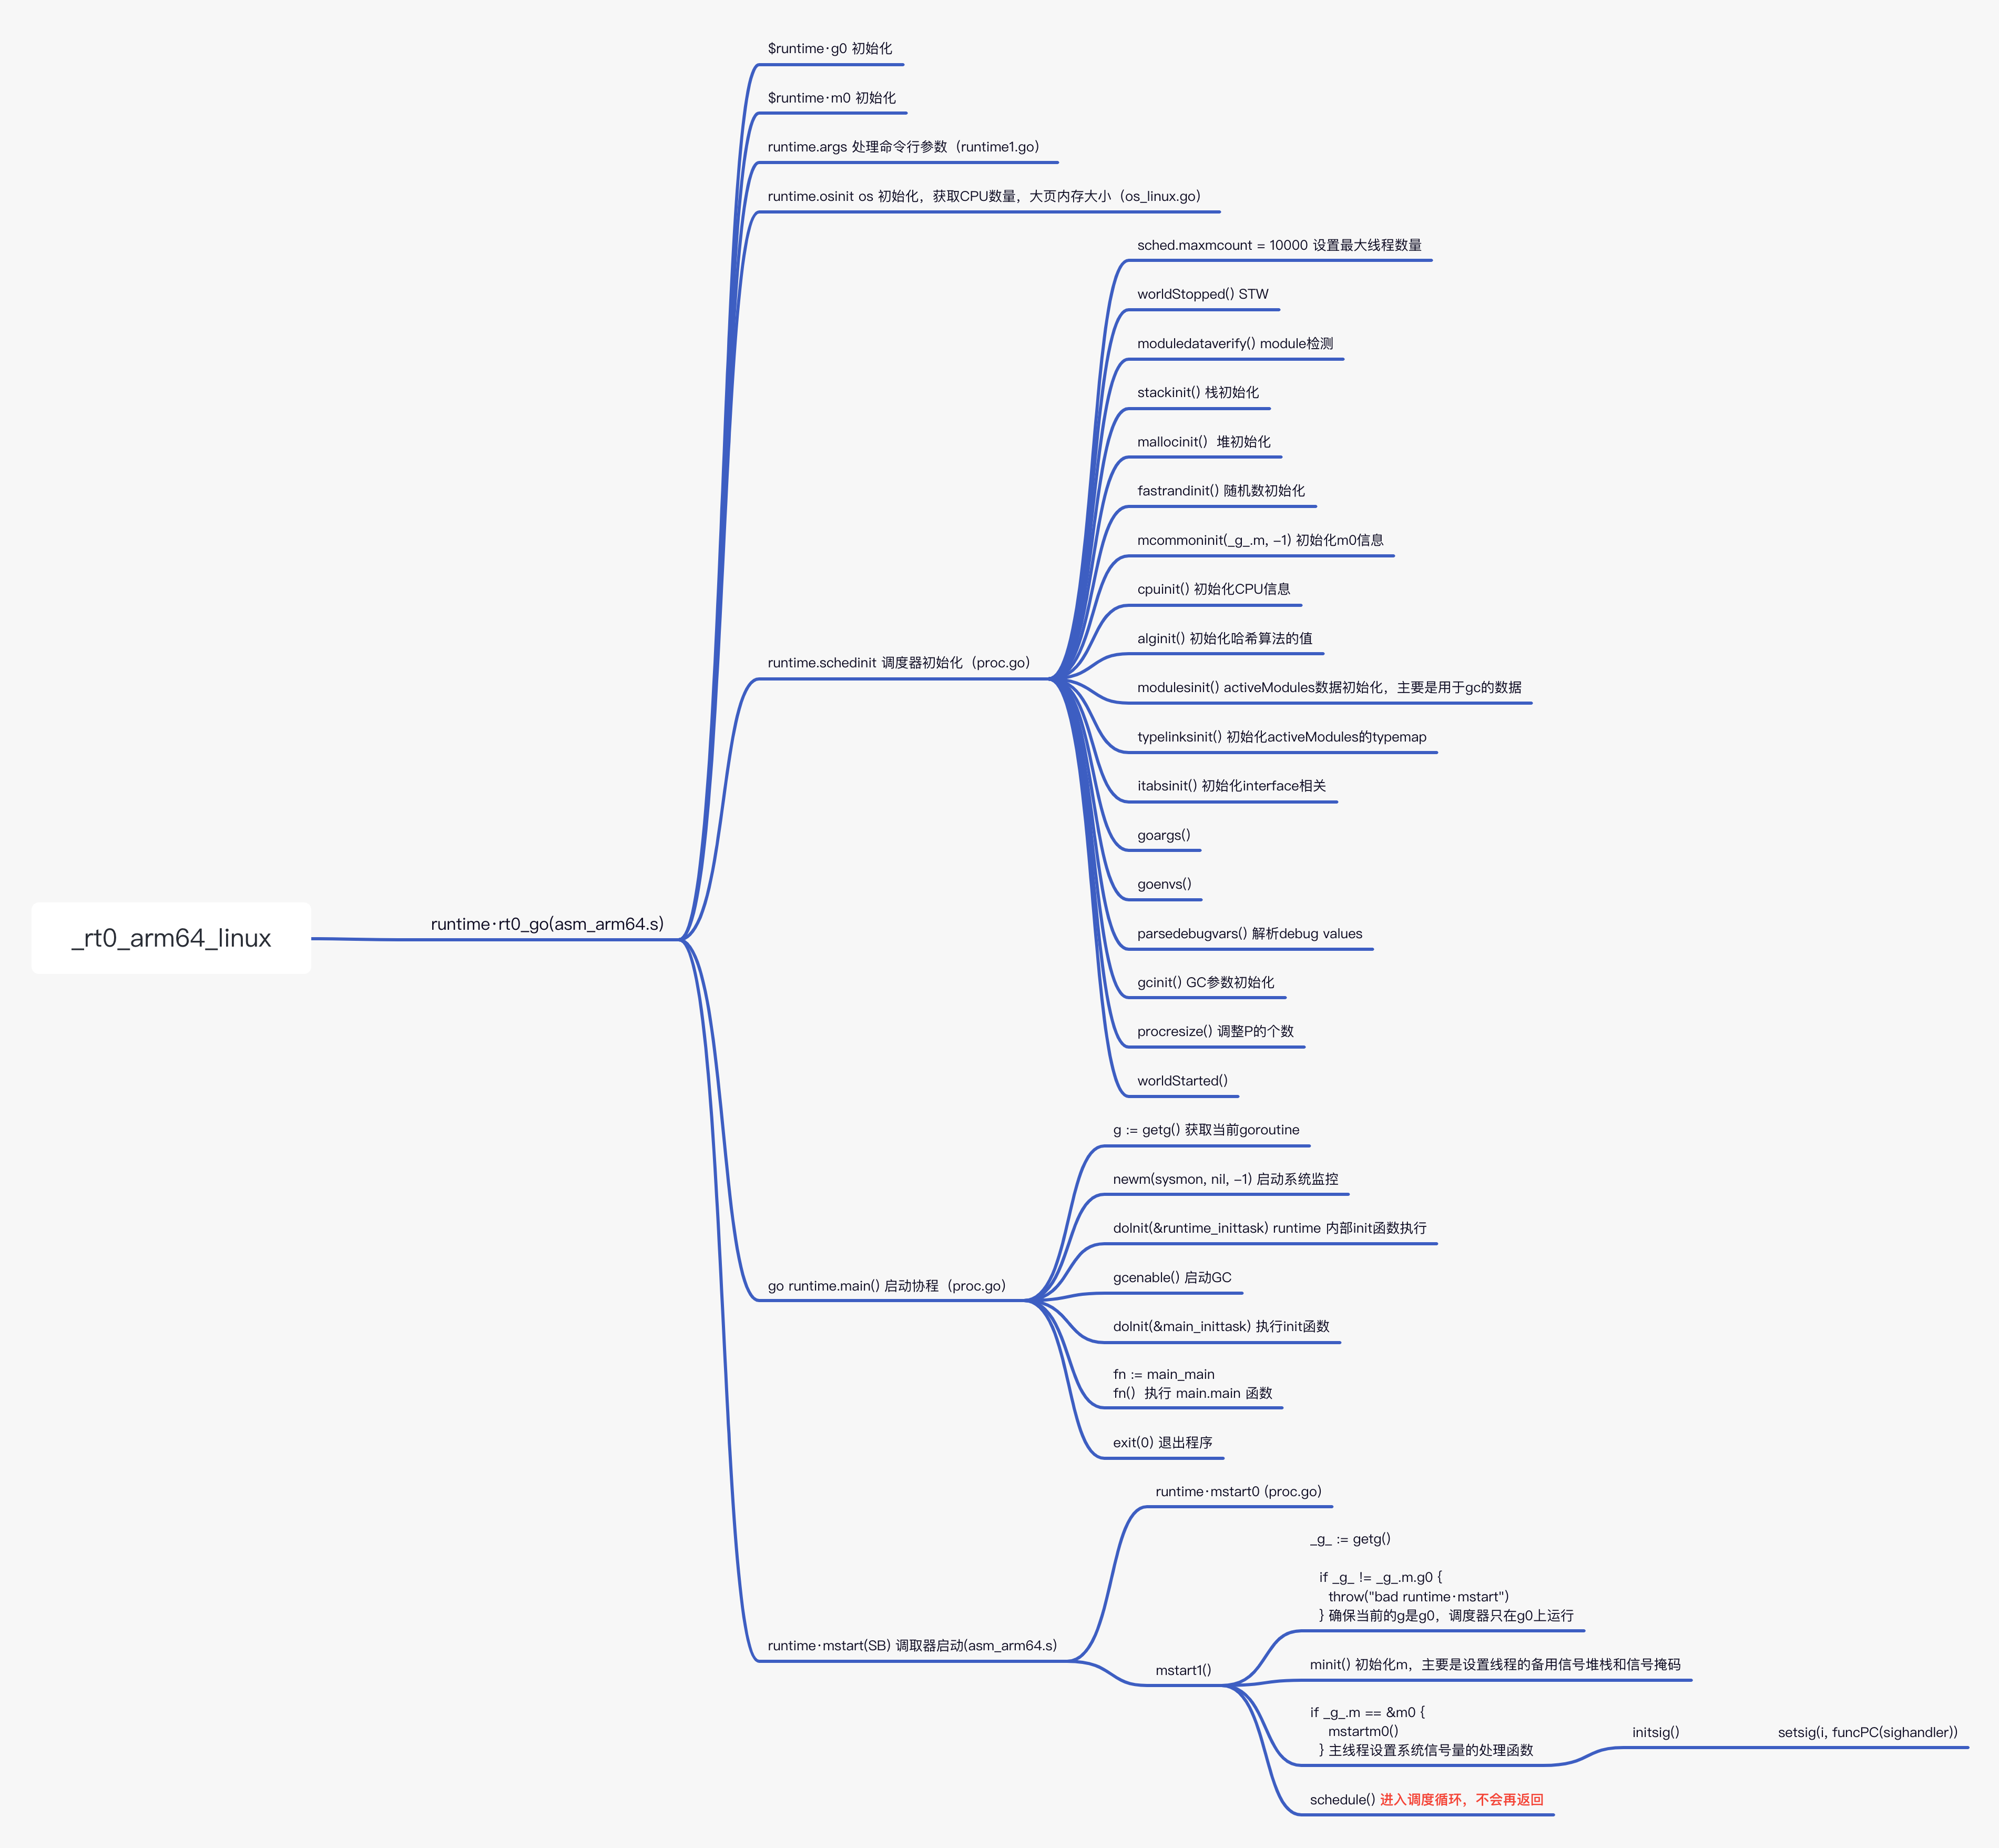 _rt0_arm64_linux
runtime·rt0_go(asm_arm64.s)
$runtime·g0 初始化
$runtime·m0 初始化
runtime.args 处理命令行参数（runtime1.go）
runtime.osinit os 初始化，获取CPU数量，大页内存大小（os_linux.go）
runtime.schedinit 调度器初始化（proc.go）
sched.maxmcount = 10000 设置最大线程数量
worldStopped() STW
moduledataverify() module检测
stackinit() 栈初始化
mallocinit()  堆初始化
fastrandinit() 随机数初始化
mcommoninit(_g_.m, -1) 初始化m0信息
cpuinit() 初始化CPU信息
alginit() 初始化哈希算法的值
modulesinit() activeModules数据初始化，主要是用于gc的数据
typelinksinit() 初始化activeModules的typemap
itabsinit() 初始化interface相关
goargs()
goenvs()
parsedebugvars() 解析debug values
gcinit() GC参数初始化
procresize() 调整P的个数
worldStarted()
go runtime.main() 启动协程（proc.go）
g := getg() 获取当前goroutine
newm(sysmon, nil, -1) 启动系统监控
doInit(&runtime_inittask) runtime 内部init函数执行
gcenable() 启动GC
doInit(&main_inittask) 执行init函数
fn := main_main
fn()  执行 main.main 函数
exit(0) 退出程序
runtime·mstart(SB) 调取器启动(asm_arm64.s)
runtime·mstart0 (proc.go)
mstart1()
_g_ := getg()
if _g_ != _g_.m.g0 {
throw("bad runtime·mstart")
} 确保当前的g是g0，调度器只在g0上运行
minit() 初始化m，主要是设置线程的备用信号堆栈和信号掩码
if _g_.m == &m0 {
mstartm0()
} 主线程设置系统信号量的处理函数
initsig()
setsig(i, funcPC(sighandler))
schedule() 进入调度循环，不会再返回